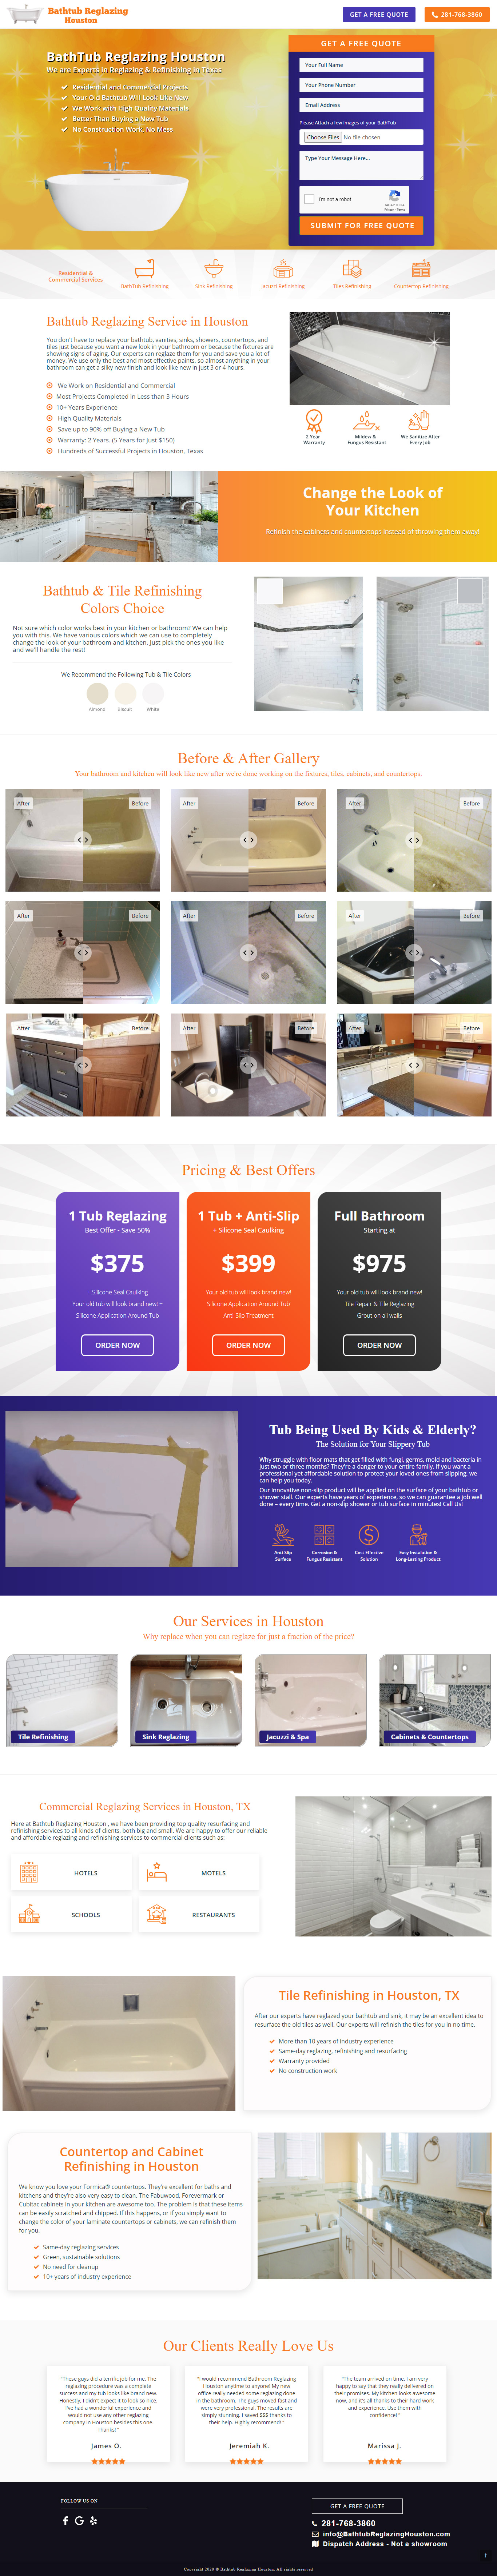 Bathtub Reglazing
Houston
GET A FREE QUOTE
281-768-3860
BathTub Reglazing Houston
We are Experts in Reglazing & Refinishing in Texas
Residential and Commercial Projects
Your Old Bathtub Will Look Like New
We Work with High Quality Materials
Better Than Buying a New Tub
No Construction Work, No Mess
GET A FREE QUOTE
Your Full Name
Your Phone Number
Email Address
Please Attach a few images of your BathTub
Choose Files No file chosen
Type Your Message Here...
I'm not a robot
reCAPTCHA
Privacy - Terms
SUBMIT FOR FREE QUOTE
Residential &
Commercial Services
BathTub Refinishing
Sink Refinishing
Jacuzzi Refinishing
Tiles Refinishing
Countertop Refinishing
Bathtub Reglazing Service in Houston
You don't have to replace your bathtub, vanities, sinks, showers, countertops, and
tiles just because you want a new look in your bathroom or because the fixtures are
showing signs of aging. Our experts can reglaze them for you and save you a lot of
money. We use only the best and most effective paints, so almost anything in your
bathroom can get a silky new finish and look like new in just 3 or 4 hours.
We Work on Residential and Commercial
Most Projects Completed in Less than 3 Hours
10+ Years Experience
High Quality Materials
Save up to 90% off Buying a New Tub
Warranty: 2 Years. (5 Years for Just $150)
Hundreds of Successful Projects in Houston, Texas
2 Year
Warranty
Mildew &
Fungus Resistant
We Sanitize After
Every Job
Change the Look of
Your Kitchen
Refinish the cabinets and countertops instead of throwing them away!
Bathtub & Tile Refinishing
Colors Choice
Not sure which color works best in your kitchen or bathroom? We can help
you with this. We have various colors which we can use to completely
change the look of your bathroom and kitchen. Just pick the ones you like
and we'll handle the rest!
We Recommend the Following Tub & Tile Colors
Almond
Biscuit
White
Before & After Gallery
Your bathroom and kitchen will look like new after we're done working on the fixtures, tiles, cabinets, and countertops.
After
Before
After
Before
After
Before
After
Before
After
Before
After
Before
After
Before
After
Before
After
Before
Pricing & Best Offers
1 Tub Reglazing
Best Offer - Save 50%
$375
+ Silicone Seal Caulking
Your old tub will look brand new! +
Silicone Application Around Tub
ORDER NOW
1 Tub + Anti-Slip
+ Silicone Seal Caulking
$399
Your old tub will look brand new!
Silicone Application Around Tub
Anti-Slip Treatment
ORDER NOW
Full Bathroom
Starting at
$975
Your old tub will look brand new!
Tile Repair & Tile Reglazing
Grout on all walls
ORDER NOW
Tub Being Used By Kids & Elderly?
The Solution for Your Slippery Tub
Why struggle with floor mats that get filled with fungi, germs, mold and bacteria in
just two or three months? They're a danger to your entire family. If you want a
professional yet affordable solution to protect your loved ones from slipping, we
can help you today.
Our innovative non-slip product will be applied on the surface of your bathtub or
shower stall. Our experts have years of experience, so we can guarantee a job well
done – every time. Get a non-slip shower or tub surface in minutes! Call Us!
Anti-Slip
Surface
Corrosion &
Fungus Resistant
Cost Effective
Solution
Easy Installation &
Long-Lasting Product
Our Services in Houston
Why replace when you can reglaze for just a fraction of the price?
Tile Refinishing
Sink Reglazing
Jacuzzi & Spa
Cabinets & Countertops
Commercial Reglazing Services in Houston, TX
Here at Bathtub Reglazing Houston , we have been providing top quality resurfacing and
refinishing services to all kinds of clients, both big and small. We are happy to offer our reliable
and affordable reglazing and refinishing services to commercial clients such as:
HOTELS
MOTELS
SCHOOLS
RESTAURANTS
Tile Refinishing in Houston, TX
After our experts have reglazed your bathtub and sink, it may be an excellent idea to
resurface the old tiles as well. Our experts will refinish the tiles for you in no time.
More than 10 years of industry experience
Same-day reglazing, refinishing and resurfacing
Warranty provided
No construction work
Countertop and Cabinet
Refinishing in Houston
We know you love your Formica® countertops. They're excellent for baths and
kitchens and they're also very easy to clean. The Fabuwood, Forevermark or
Cubitac cabinets in your kitchen are awesome too. The problem is that these items
can be easily scratched and chipped. If this happens, or if you simply want to
change the color of your laminate countertops or cabinets, we can refinish them
for you.
Same-day reglazing services
Green, sustainable solutions
No need for cleanup
10+ years of industry experience
Our Clients Really Love Us
"These guys did a terrific job for me. The
reglazing procedure was a complete
success and my tub looks like brand new.
Honestly, I didn't expect it to look so nice.
I've had a wonderful experience and
would not use any other reglazing
company in Houston besides this one.
Thanks! "
James O.
"I would recommend Bathroom Reglazing
Houston anytime to anyone! My new
office really needed some reglazing done
in the bathroom. The guys moved fast and
were very professional. The results are
simply stunning. I saved $$$ thanks to
their help. Highly recommend! "
Jeremiah K.
"The team arrived on time. I am very
happy to say that they really delivered on
their promises. My kitchen looks awesome
now, and it's all thanks to their hard work
and experience. Use them with
confidence! "
Marissa J.
FOLLOW US ON
GET A FREE QUOTE
281-768-3860
info@BathtubReglazingHouston.com
Dispatch Address - Not a showroom
Copyright 2020 © Bathtub Reglazing Houston. All rights reserved